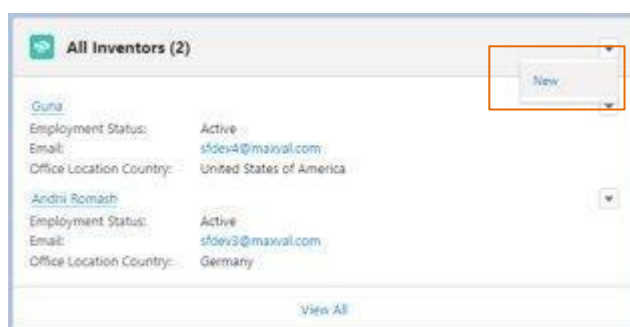 All Inventors (2)
New
Guna
Employment Status: Active
Email: sfdev4@maxval.com
Office Location Country: United States of America
Andrii Romash
Employment Status: Active
Email: sfdev3@maxval.com
Office Location Country: Germany
View All